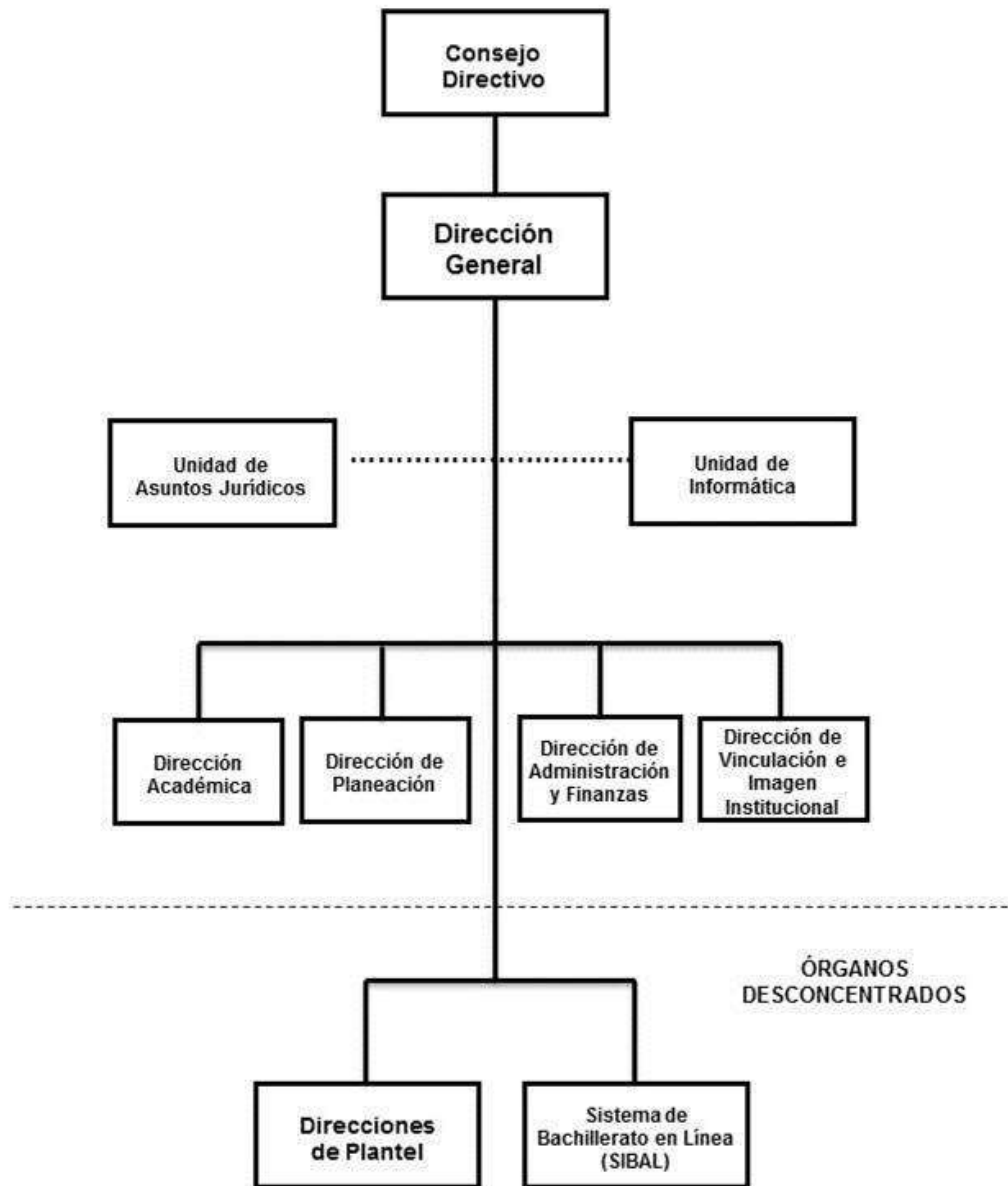 Consejo
Directivo
Dirección
General
Unidad de
Asuntos Jurídicos
Unidad de
Informática
Dirección
Académica
Dirección de
Planeación
Dirección de
Administración
y Finanzas
Dirección de
Vinculación e
Imagen
Institucional
ÓRGANOS
DESCONCENTRADOS
Direcciones
de Plantel
Sistema de
Bachillerato en Línea
(SIBAL)